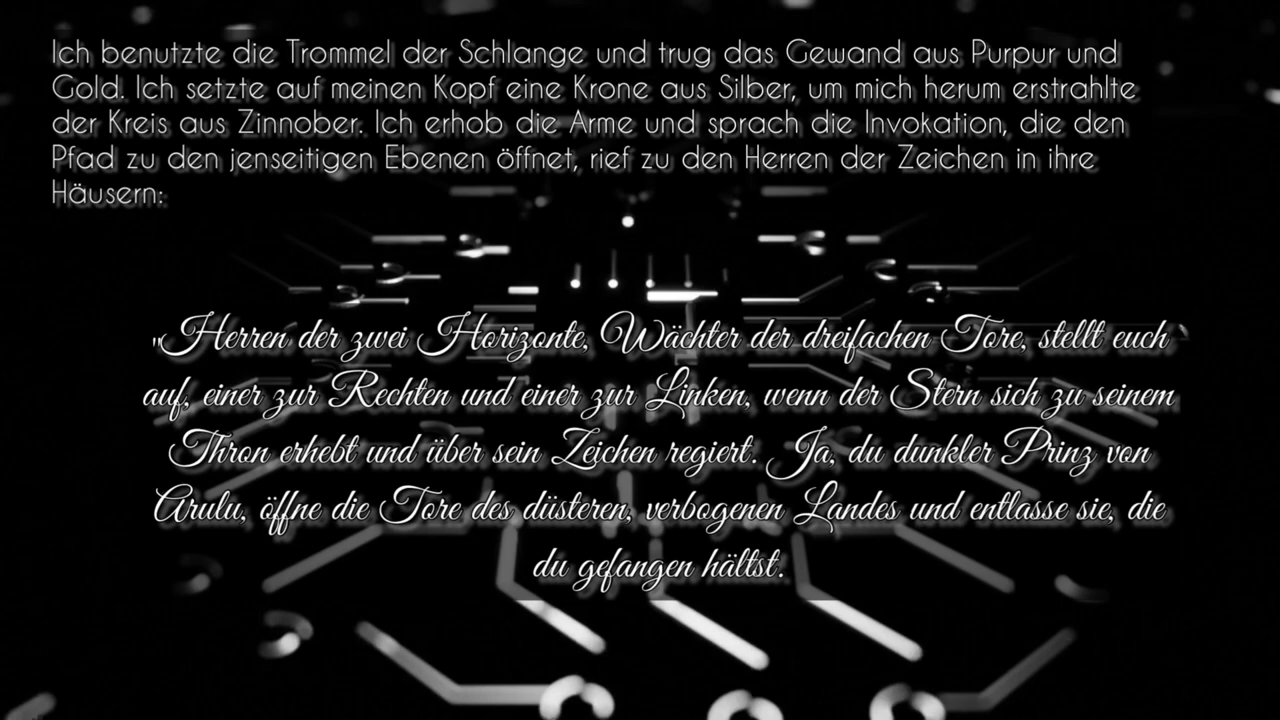 Ich benutzte die Trommel der Schlange und trug das Gewand aus Purpur und
Gold. Ich setzte auf meinen Kopf eine Krone aus Silber, um mich herum erstrahlte
der Kreis aus Zinnober. Ich erhob die Arme und sprach die Invokation, die den
Pfad zu den jenseitigen Ebenen öffnet, rief zu den Herren der Zeichen in ihre
Häusern:
"Herren der zwei Horizonte, Wächter der dreifachen Tore, stellt euch
auf, einer zur Rechten und einer zur Linken, wenn der Stern sich zu seinem
Thron erhebt und über sein Zeichen regiert. Ja, du dunkler Prinz von
Arulu, öffne die Tore des düsteren, verbogenen Landes und entlasse sie, die
du gefangen hältst.